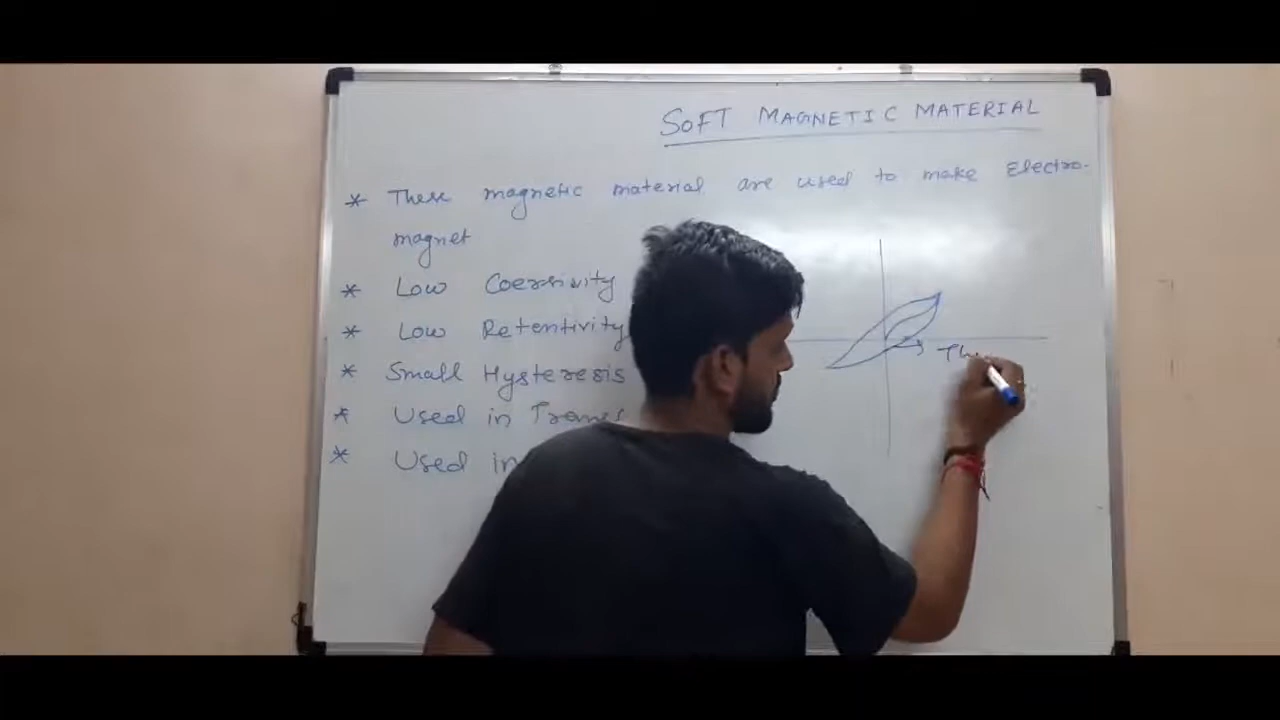 SOFT MAGNETIC MATERIAL
* These magnetic material are used to make Electro-
magnet
* Low Coersivity
* Low Retentivity
* Small Hysteresis
* Used in
* Used in